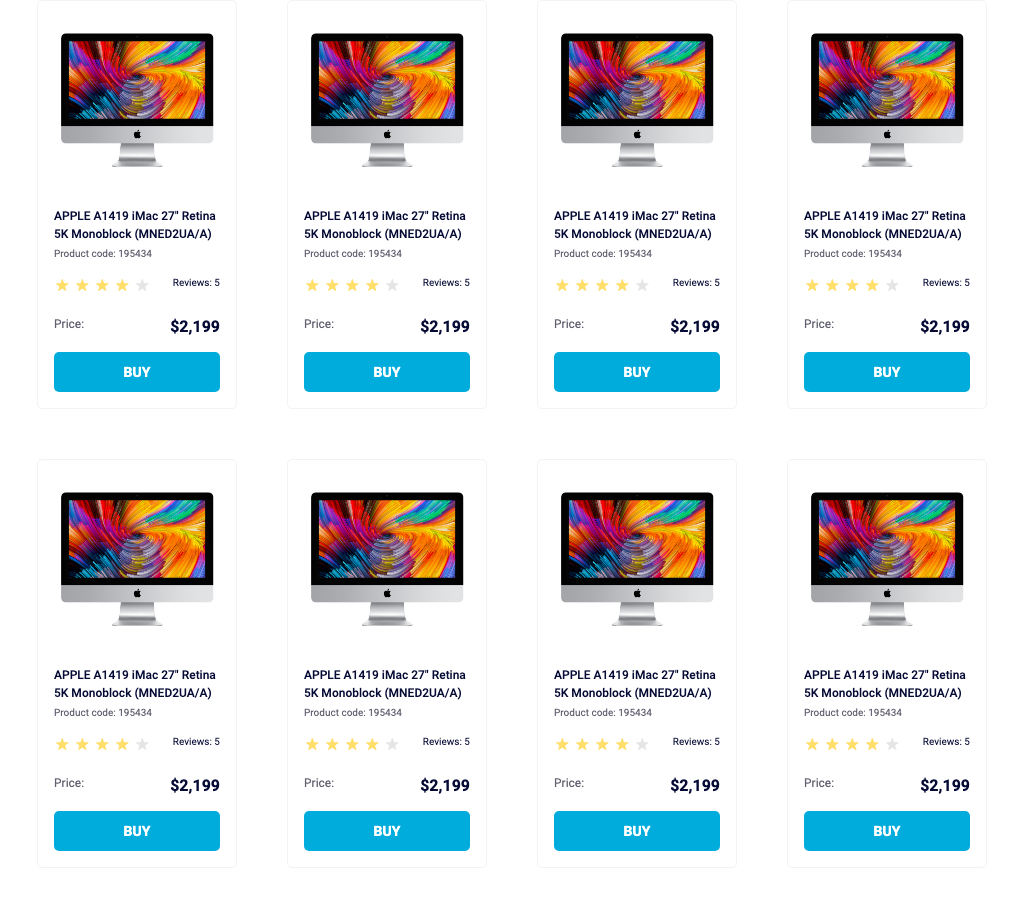 APPLE A1419 iMac 27" Retina
5K Monoblock (MNED2UA/A)
Product code: 195434
Reviews: 5
Price: $2,199
BUY
APPLE A1419 iMac 27" Retina
5K Monoblock (MNED2UA/A)
Product code: 195434
Reviews: 5
Price: $2,199
BUY
APPLE A1419 iMac 27" Retina
5K Monoblock (MNED2UA/A)
Product code: 195434
Reviews: 5
Price: $2,199
BUY
APPLE A1419 iMac 27" Retina
5K Monoblock (MNED2UA/A)
Product code: 195434
Reviews: 5
Price: $2,199
BUY
APPLE A1419 iMac 27" Retina
5K Monoblock (MNED2UA/A)
Product code: 195434
Reviews: 5
Price: $2,199
BUY
APPLE A1419 iMac 27" Retina
5K Monoblock (MNED2UA/A)
Product code: 195434
Reviews: 5
Price: $2,199
BUY
APPLE A1419 iMac 27" Retina
5K Monoblock (MNED2UA/A)
Product code: 195434
Reviews: 5
Price: $2,199
BUY
APPLE A1419 iMac 27" Retina
5K Monoblock (MNED2UA/A)
Product code: 195434
Reviews: 5
Price: $2,199
BUY